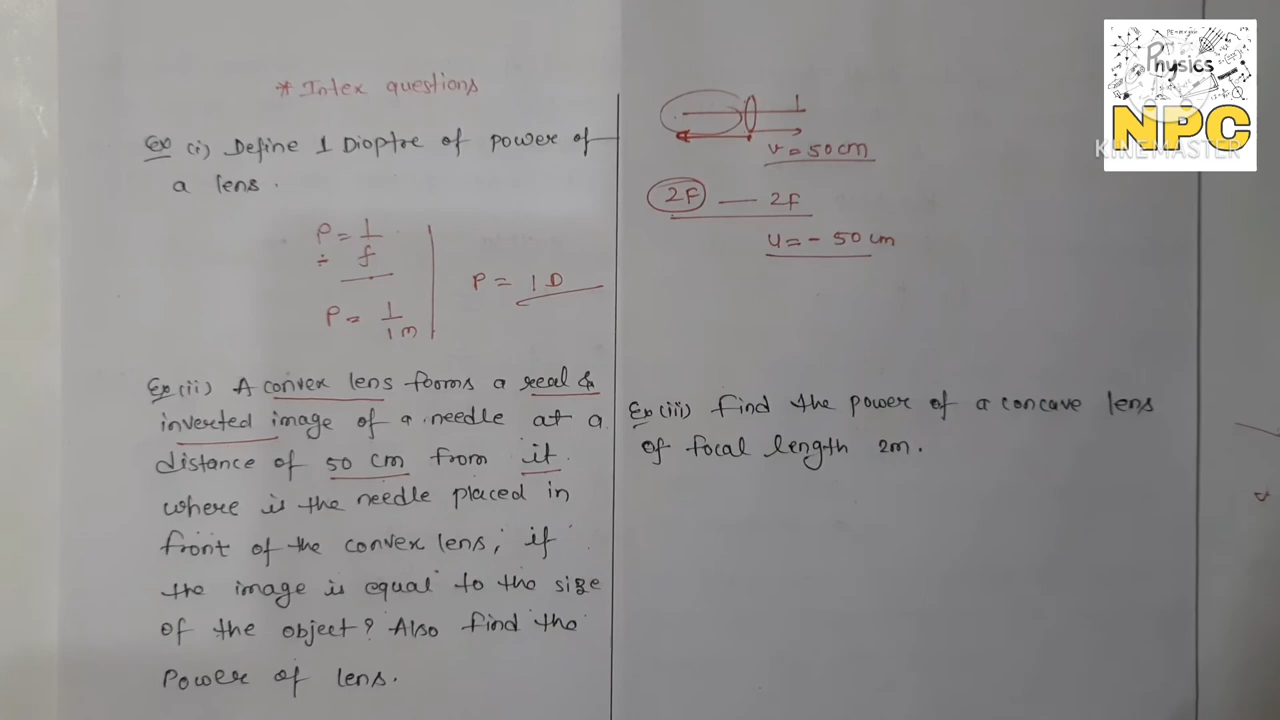 * Intex questions
Ex (i) Define 1 Dioptre of power of
a lens.
P = 1/f
P = 1/1m
P = 1D
Ex (ii) A convex lens forms a real &
inverted image of a needle at a
distance of 50 cm from it.
where is the needle placed in
front of the convex lens, if
the image is equal to the size
of the object? Also find the
Power of lens.
v = 50cm
2F — 2F
u = - 50 cm
Ex (iii) Find the power of a concave lens
of focal length 2m.
Physics
NPC
KINEMASTER